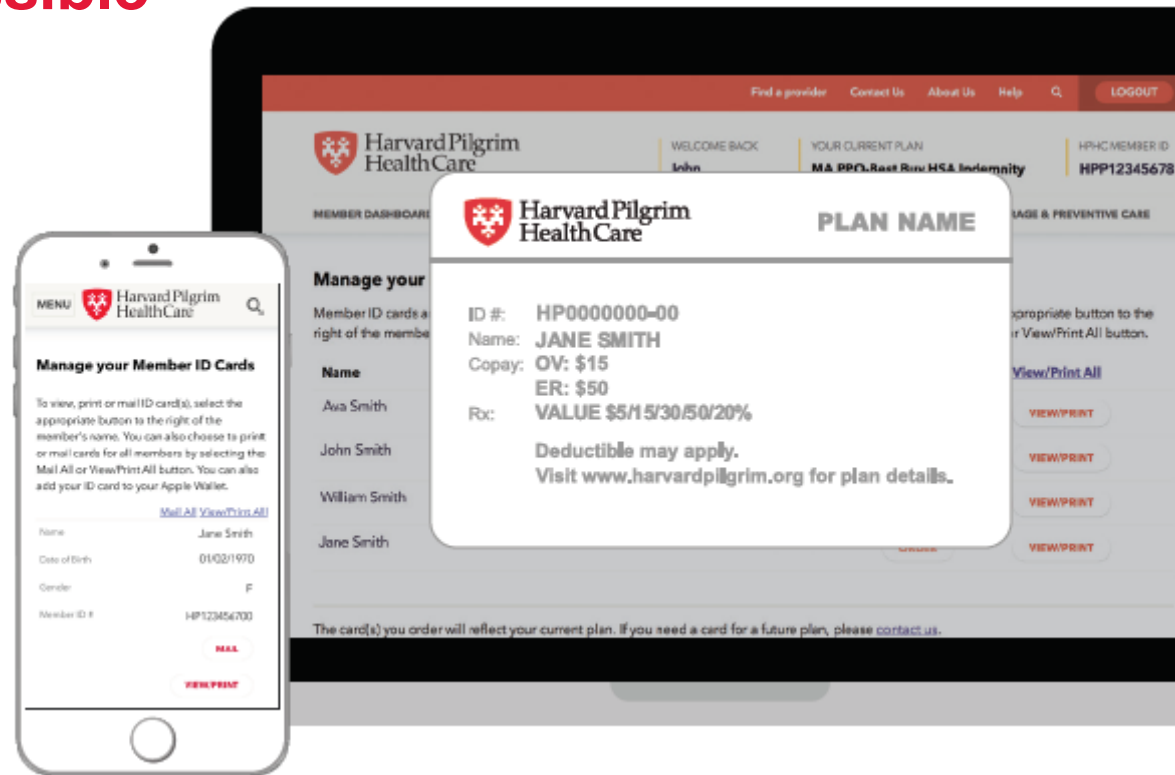 Find a provider Contact Us About Us Help LOGOUT
Harvard Pilgrim
HealthCare
WELCOME BACK
John
YOUR CURRENT PLAN
MA PPO-Best Buy HSA Indemnity
HPHC MEMBER ID
HPP12345678
MEMBER DASHBOARD
& PREVENTIVE CARE
Harvard Pilgrim
HealthCare
PLAN NAME
ID #: HP0000000-00
Name: JANE SMITH
Copay: OV: $15
ER: $50
Rx: VALUE $5/15/30/50/20%
Deductible may apply.
Visit www.harvardpilgrim.org for plan details.
Manage your
Member ID cards a
right of the membe
appropriate button to the
or View/Print All button.
Name
View/Print All
Ava Smith
VIEW/PRINT
John Smith
VIEW/PRINT
William Smith
VIEW/PRINT
Jane Smith
ORDER
VIEW/PRINT
The card(s) you order will reflect your current plan. If you need a card for a future plan, please contact us.
MENU
Harvard Pilgrim
HealthCare
Manage your Member ID Cards
To view, print or mail ID card(s), select the
appropriate button to the right of the
member's name. You can also choose to print
or mail cards for all members by selecting the
Mail All or View/Print All button. You can also
add your ID card to your Apple Wallet.
Mail All View/Print All
Name Jane Smith
Date of Birth 01/02/1970
Gender F
Member ID # HP123456700
MAIL
VIEW/PRINT